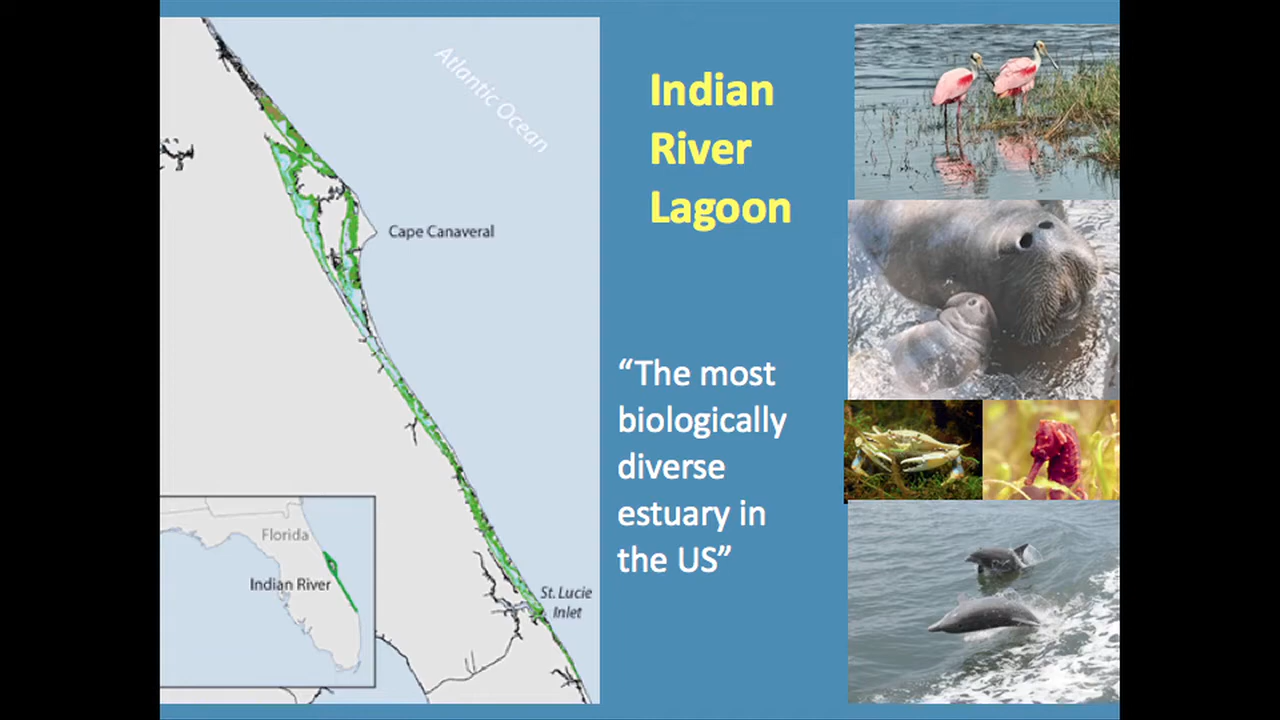 Atlantic Ocean
Cape Canaveral
St. Lucie
Inlet
Florida
Indian River
Indian
River
Lagoon
“The most
biologically
diverse
estuary in
the US”